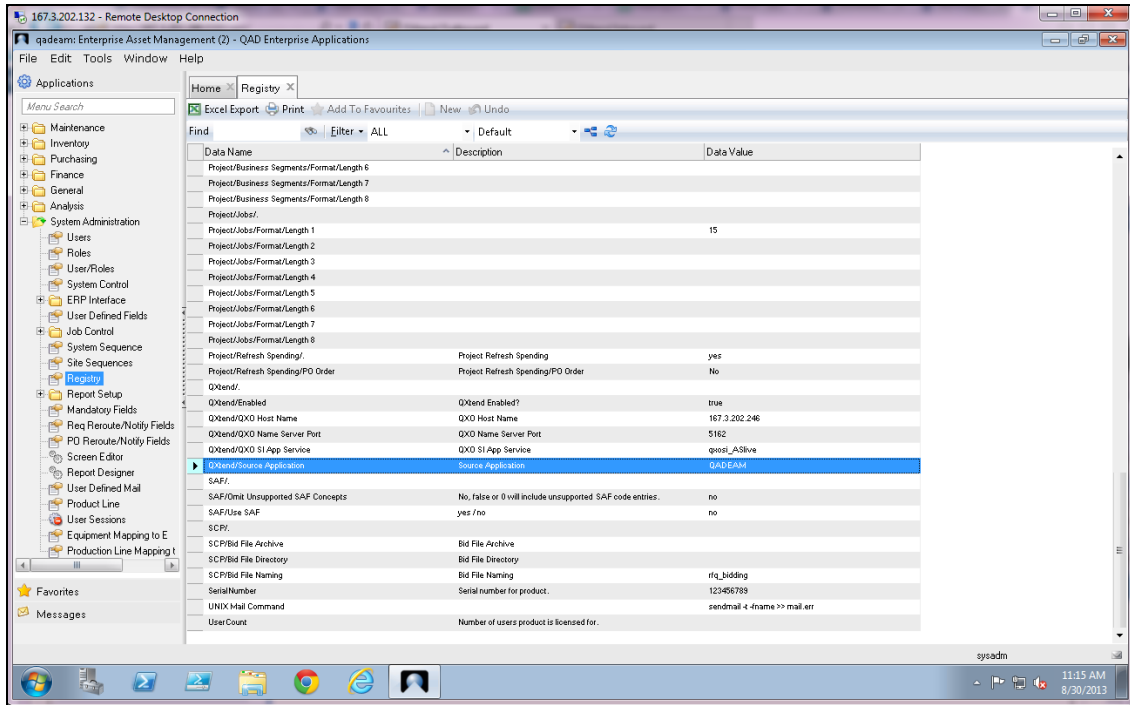 167.3.202.132 - Remote Desktop Connection
qadeam: Enterprise Asset Management (2) - QAD Enterprise Applications
File Edit Tools Window Help
Applications
Menu Search
Maintenance
Inventory
Purchasing
Finance
General
Analysis
System Administration
Users
Roles
User/Roles
System Control
ERP Interface
User Defined Fields
Job Control
System Sequence
Site Sequences
Registry
Report Setup
Mandatory Fields
Req Reroute/Notify Fields
PO Reroute/Notify Fields
Screen Editor
Report Designer
User Defined Mail
Product Line
User Sessions
Equipment Mapping to E
Production Line Mapping t
Favorites
Messages
Home Registry
Excel Export Print Add To Favourites New Undo
Find Filter ALL Default
Data Name Description Data Value
Project/Business Segments/Format/Length 6
Project/Business Segments/Format/Length 7
Project/Business Segments/Format/Length 8
Project/Jobs/.
Project/Jobs/Format/Length 1 15
Project/Jobs/Format/Length 2
Project/Jobs/Format/Length 3
Project/Jobs/Format/Length 4
Project/Jobs/Format/Length 5
Project/Jobs/Format/Length 6
Project/Jobs/Format/Length 7
Project/Jobs/Format/Length 8
Project/Refresh Spending/. Project Refresh Spending yes
Project/Refresh Spending/PO Order Project Refresh Spending/PO Order No
QXtend/.
QXtend/Enabled QXtend Enabled? true
QXtend/QXO Host Name QXO Host Name 167.3.202.246
QXtend/QXO Name Server Port QXO Name Server Port 5162
QXtend/QXO SI App Service QXO SI App Service qxosi_ASlive
QXtend/Source Application Source Application QADEAM
SAF/.
SAF/Omit Unsupported SAF Concepts No, false or 0 will include unsupported SAF code entries. no
SAF/Use SAF yes /no no
SCP/.
SCP/Bid File Archive Bid File Archive
SCP/Bid File Directory Bid File Directory
SCP/Bid File Naming Bid File Naming rfq_bidding
SerialNumber Serial number for product. 123456789
UNIX Mail Command sendmail -t -fname >> mail.err
UserCount Number of users product is licensed for.
sysadm
11:15 AM
8/30/2013